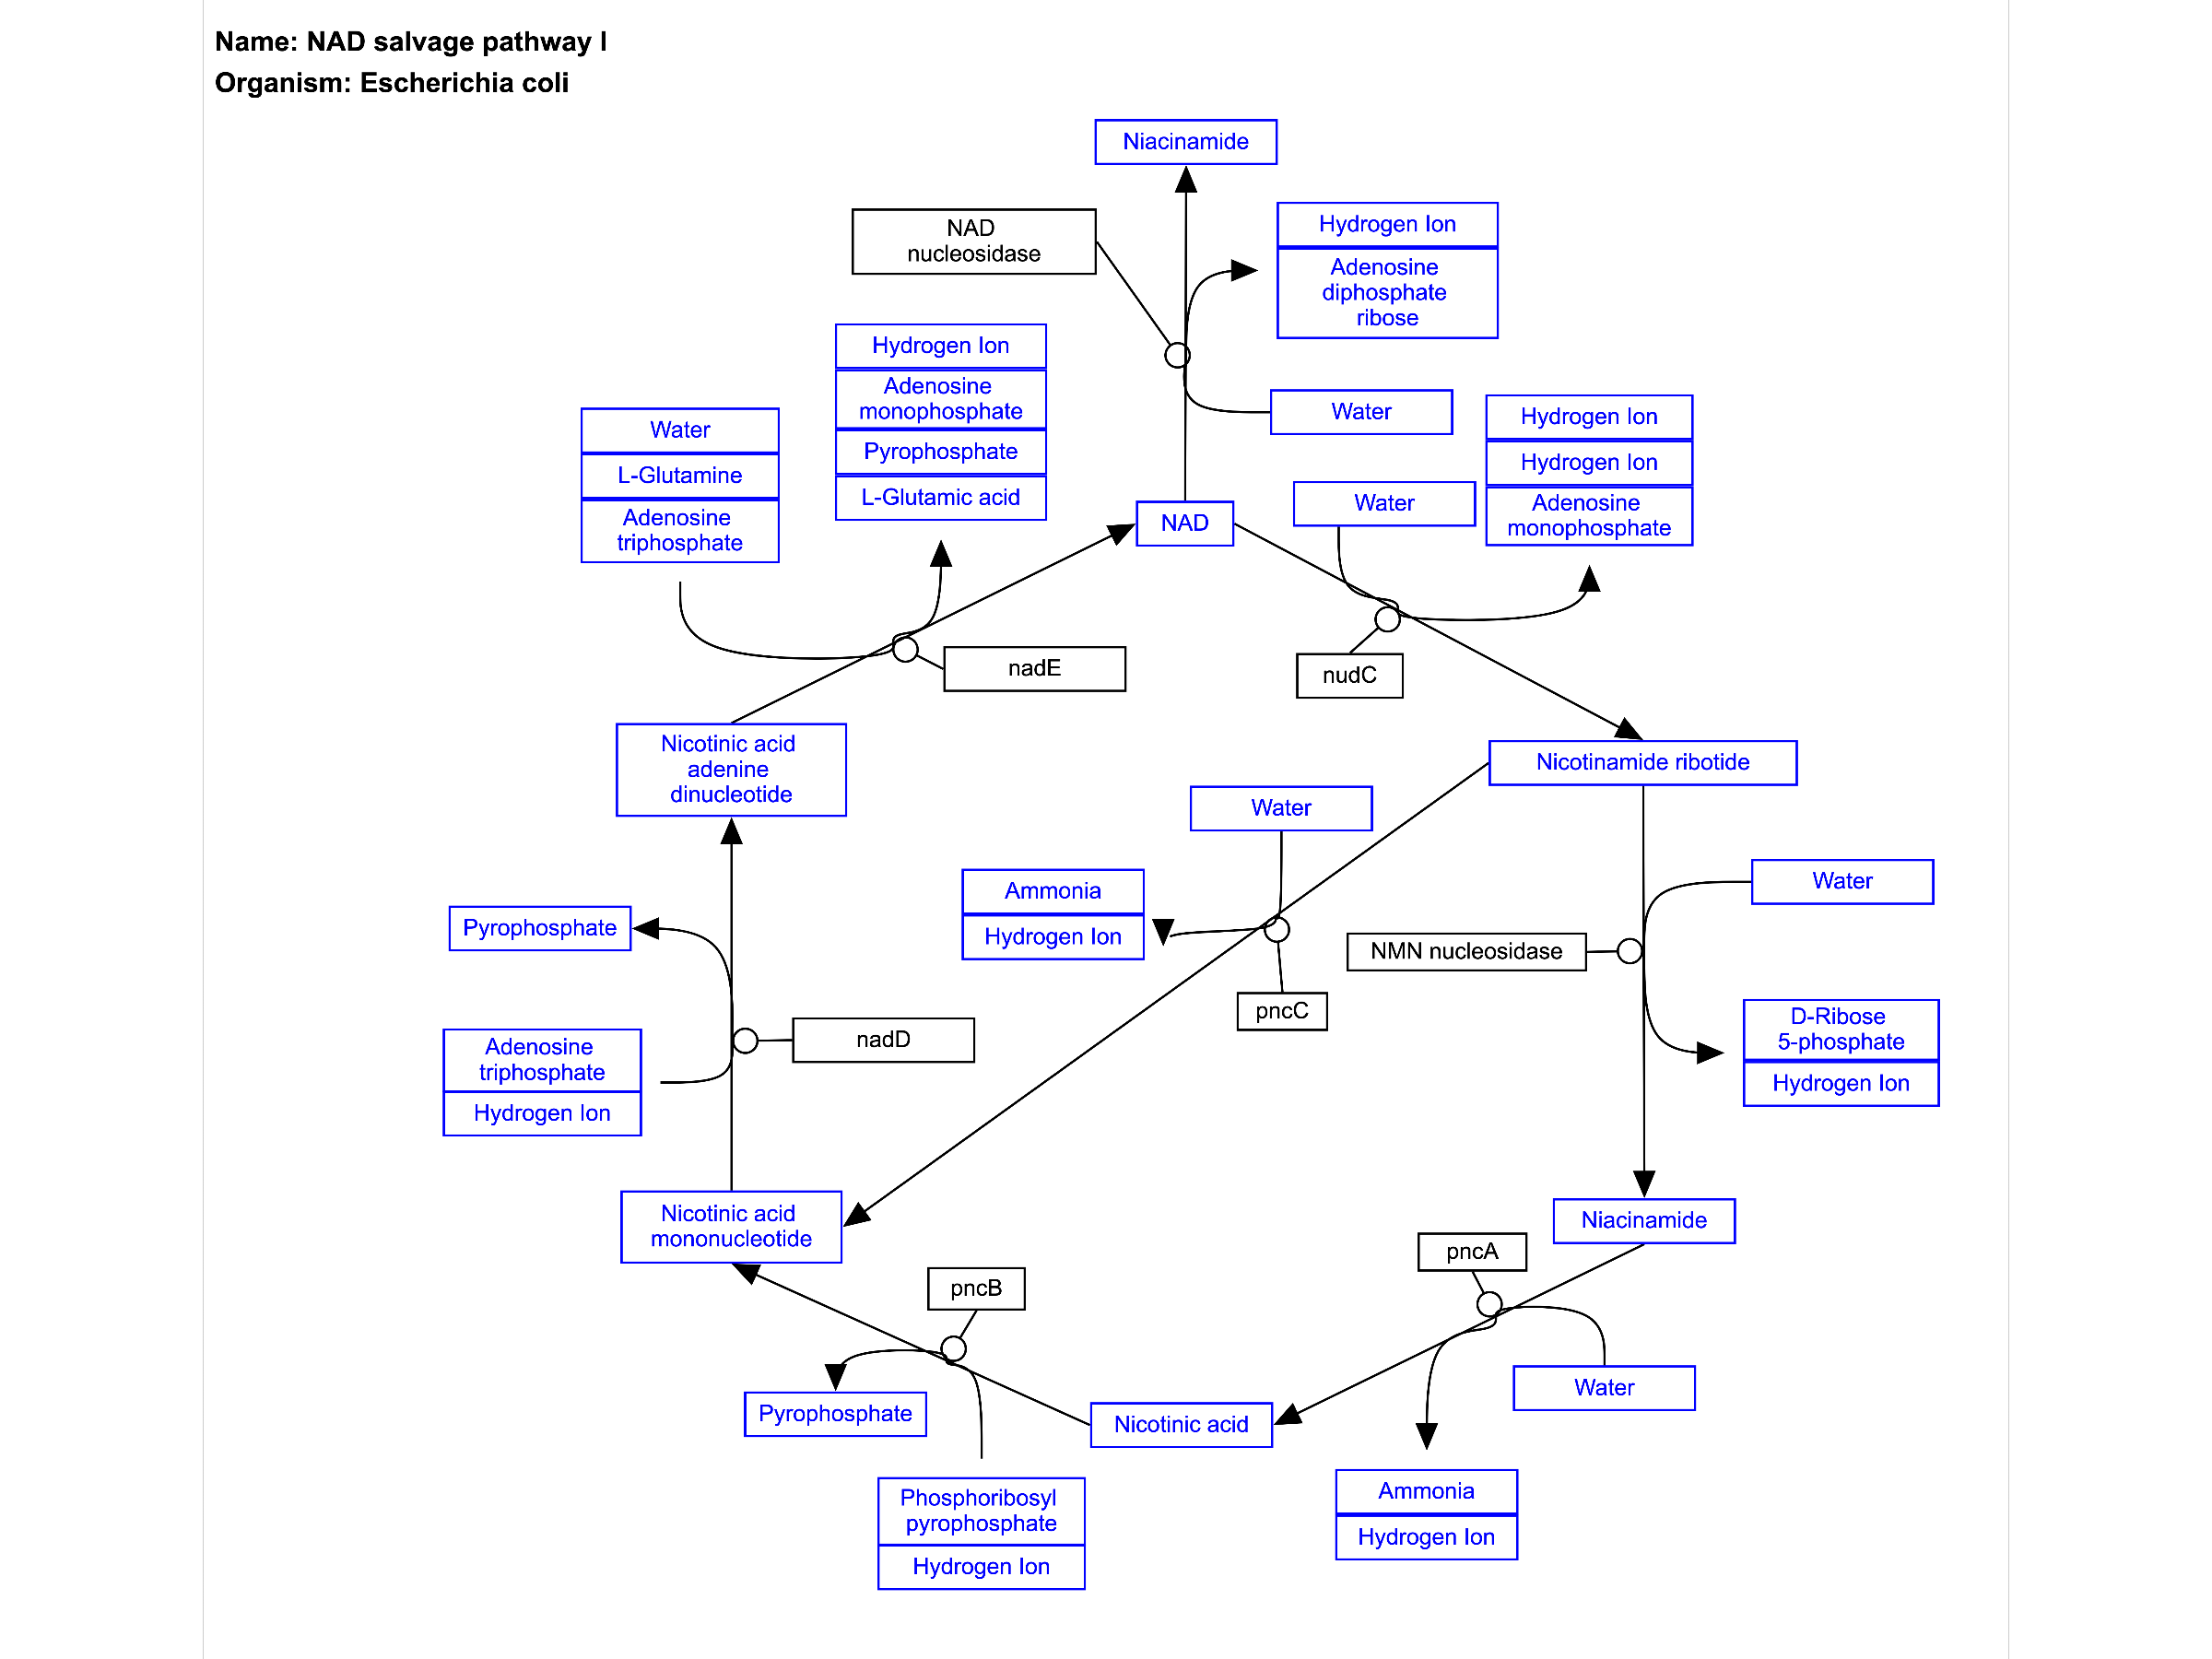 Name: NAD salvage pathway I
Organism: Escherichia coli
Niacinamide
NAD
nucleosidase
Hydrogen Ion
Adenosine
diphosphate
ribose
Hydrogen Ion
Adenosine
monophosphate
Pyrophosphate
L-Glutamic acid
Water
L-Glutamine
Adenosine
triphosphate
Water
Hydrogen Ion
Hydrogen Ion
Adenosine
monophosphate
Water
NAD
nadE
nudC
Nicotinic acid
adenine
dinucleotide
Nicotinamide ribotide
Water
Water
Ammonia
Hydrogen Ion
Pyrophosphate
NMN nucleosidase
pncC
D-Ribose
5-phosphate
Hydrogen Ion
nadD
Adenosine
triphosphate
Hydrogen Ion
Nicotinic acid
mononucleotide
Niacinamide
pncA
pncB
Water
Pyrophosphate
Nicotinic acid
Phosphoribosyl
pyrophosphate
Hydrogen Ion
Ammonia
Hydrogen Ion